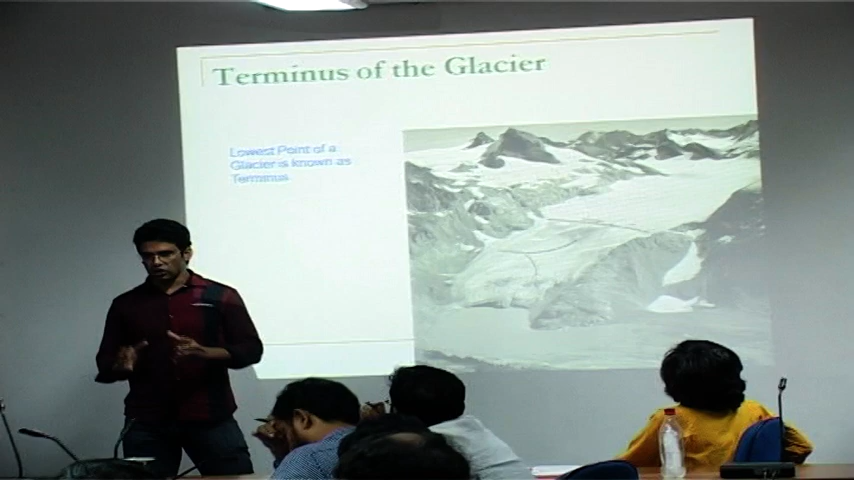 Terminus of the Glacier
Lowest Point of a
Glacier is known as
Terminus